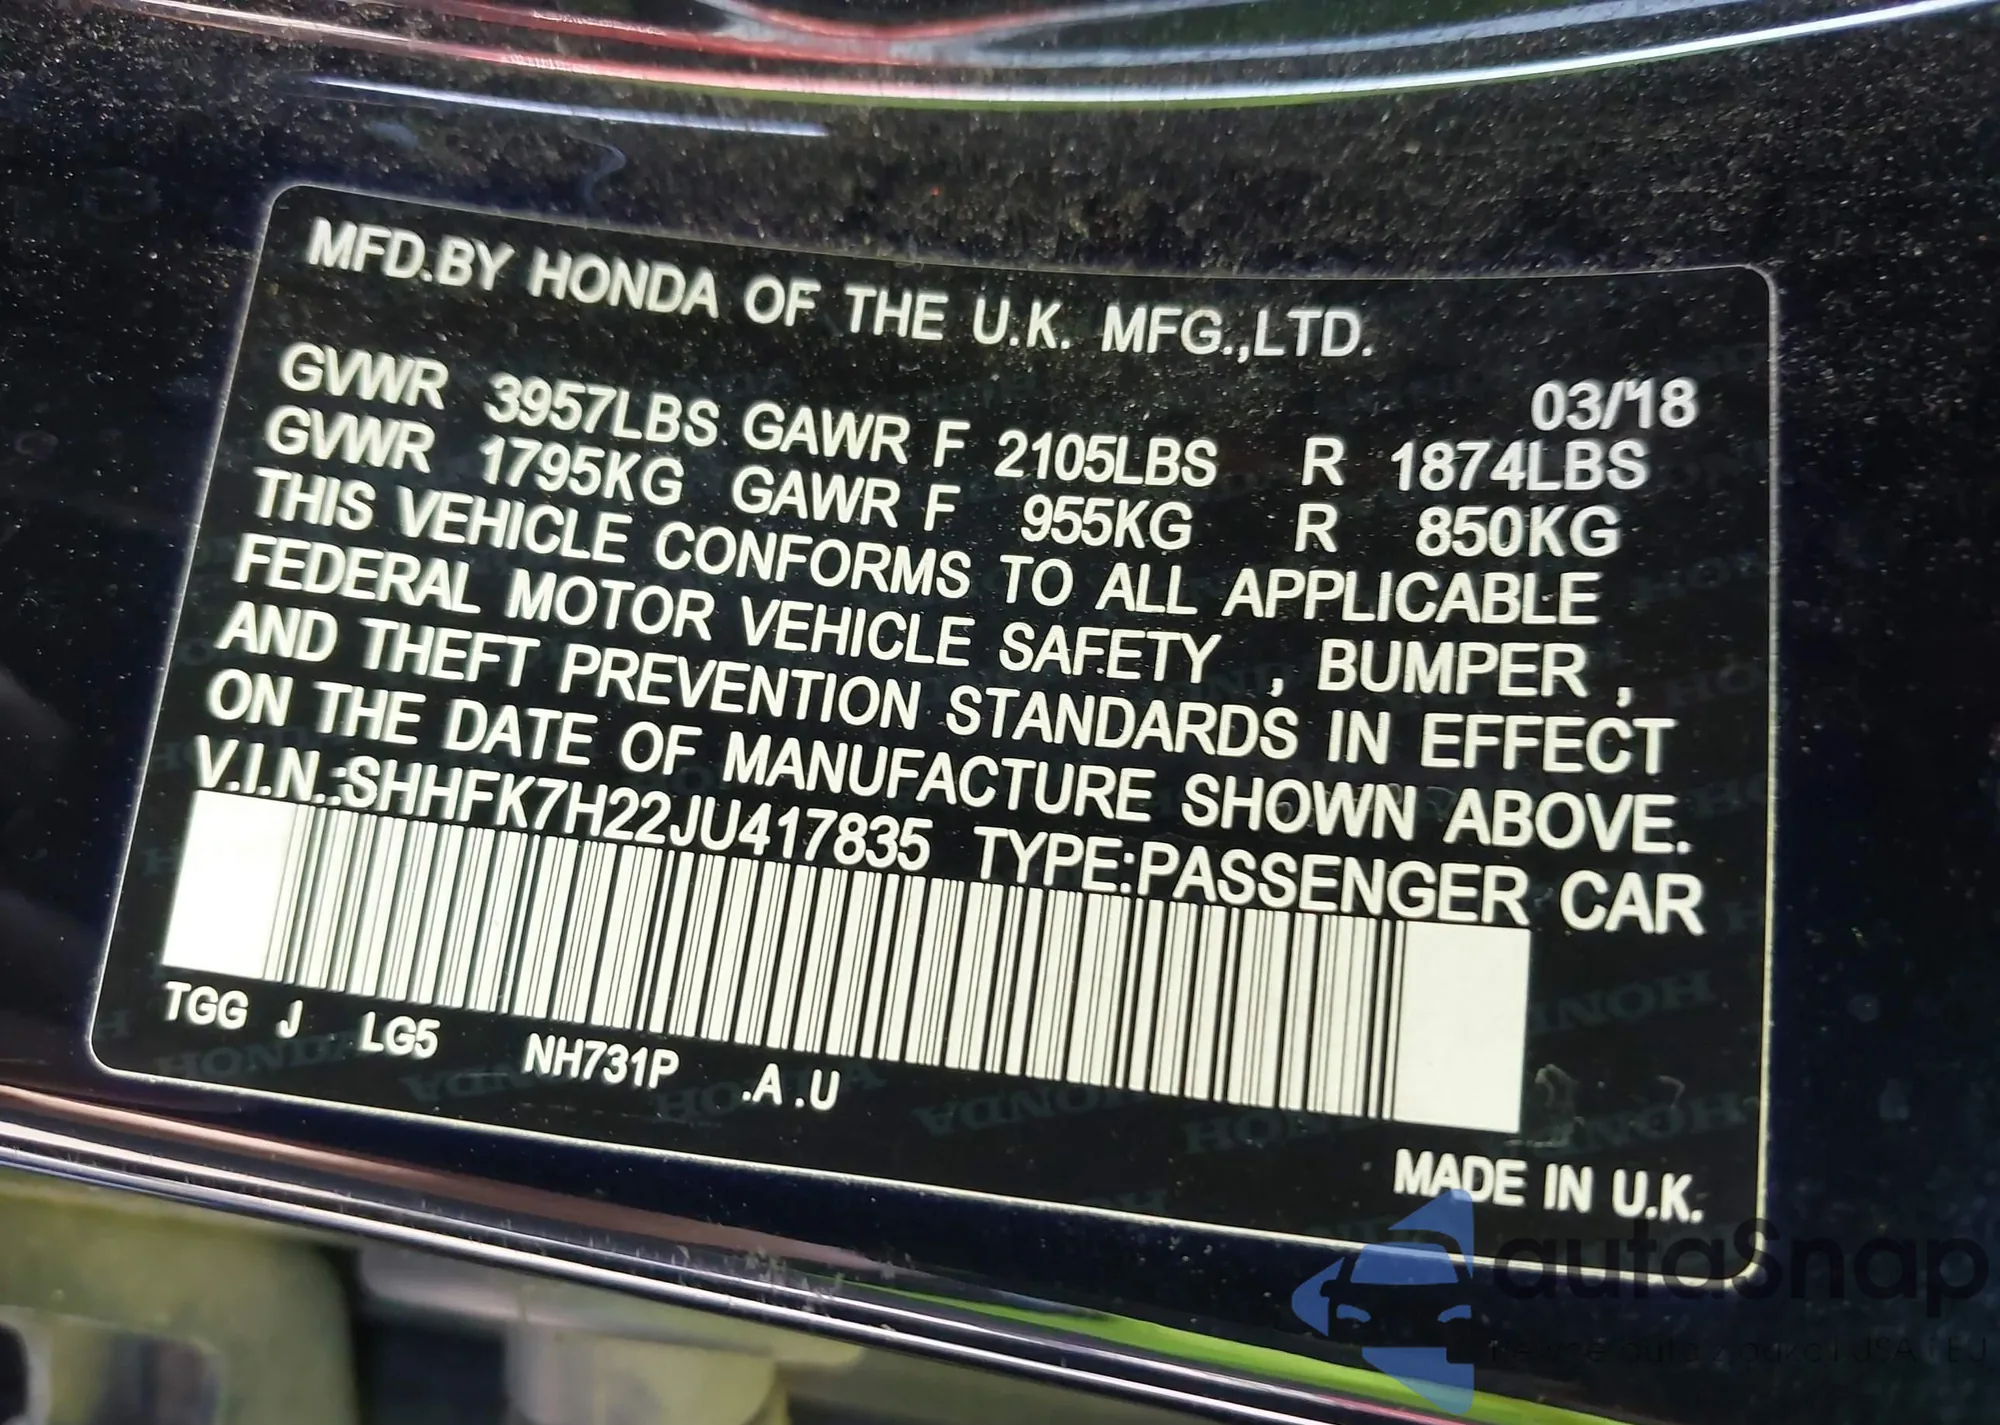 MFD.BY HONDA OF THE U.K. MFG.,LTD.
03/'18
GVWR 3957LBS GAWR F 2105LBS R 1874LBS
GVWR 1795KG GAWR F 955KG R 850KG
THIS VEHICLE CONFORMS TO ALL APPLICABLE
FEDERAL MOTOR VEHICLE SAFETY , BUMPER ,
AND THEFT PREVENTION STANDARDS IN EFFECT
ON THE DATE OF MANUFACTURE SHOWN ABOVE.
V.I.N.:SHHFK7H22JU417835 TYPE:PASSENGER CAR
TGG J LG5 NH731P .A .U
MADE IN U.K.
autaSnap